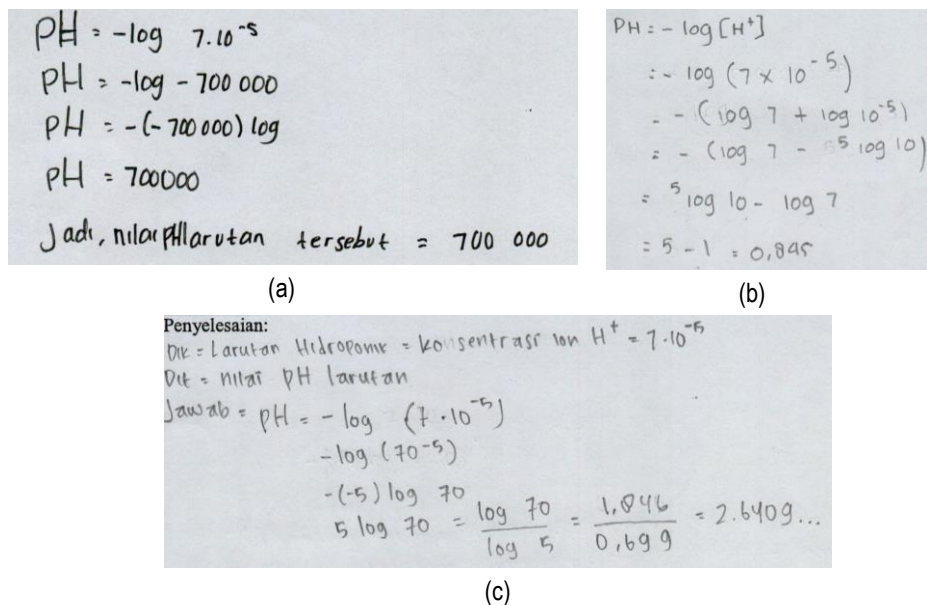 PH = -log 7.10⁻⁵
PH = -log - 700 000
PH = -(-700 000) log
PH = 700000
Jadi, nilai PH larutan tersebut = 700 000
(a)
PH = - log [H⁺]
= - log (7 × 10⁻⁵)
= - (log 7 + log 10⁻⁵)
= - (log 7 - ⁵ log 10)
= ⁵ log 10 - log 7
= 5 - 1 = 0,845
(b)
Penyelesaian:
Dik = Larutan Hidroponik = konsentrasi ion H⁺ = 7.10⁻⁵
Dit = nilai PH larutan
Jawab = PH = - log (7 . 10⁻⁵)
-log (70⁻⁵)
-(-5) log 70
5 log 70 = log 70 / log 5 = 1,846 / 0,699 = 2.6409...
(c)